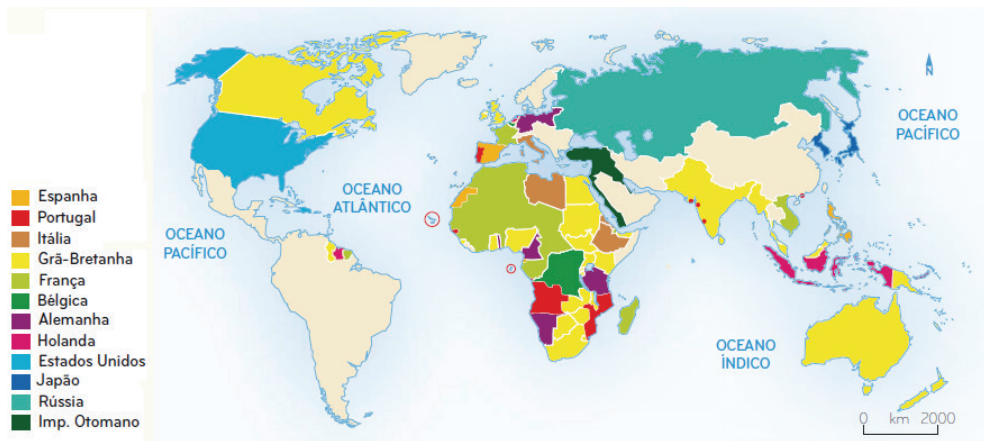 N
OCEANO
PACÍFICO
OCEANO
ATLÂNTICO
OCEANO
PACÍFICO
OCEANO
ÍNDICO
Espanha
Portugal
Itália
Grã-Bretanha
França
Bélgica
Alemanha
Holanda
Estados Unidos
Japão
Rússia
Imp. Otomano
0 km 2000